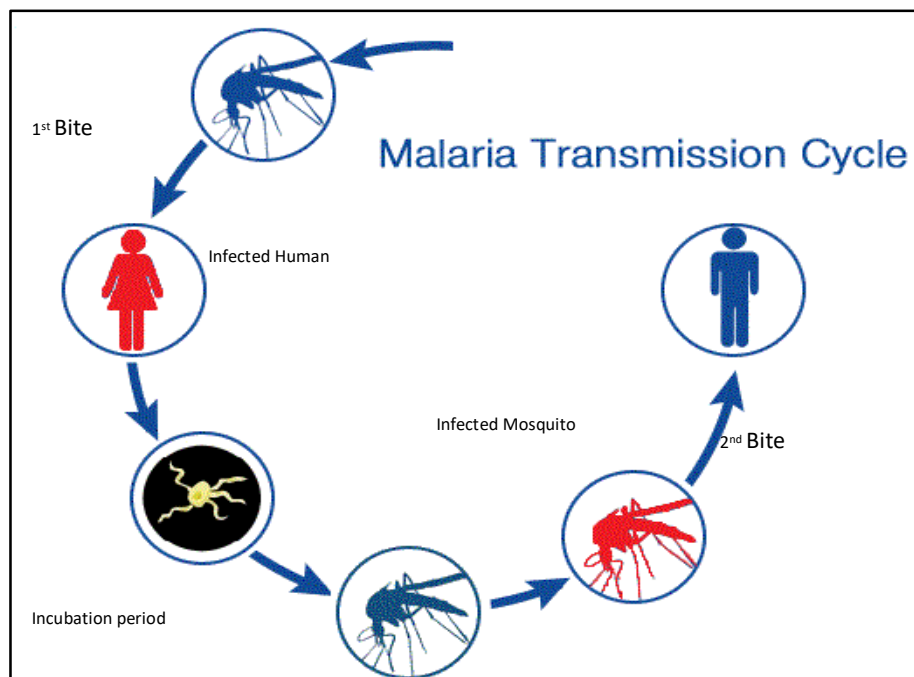 1st Bite
Malaria Transmission Cycle
Infected Human
Infected Mosquito
2nd Bite
Incubation period